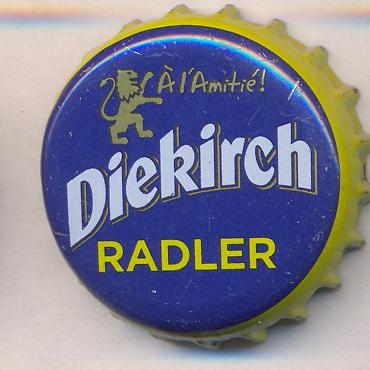 À l'Amitié!
Diekirch
RADLER